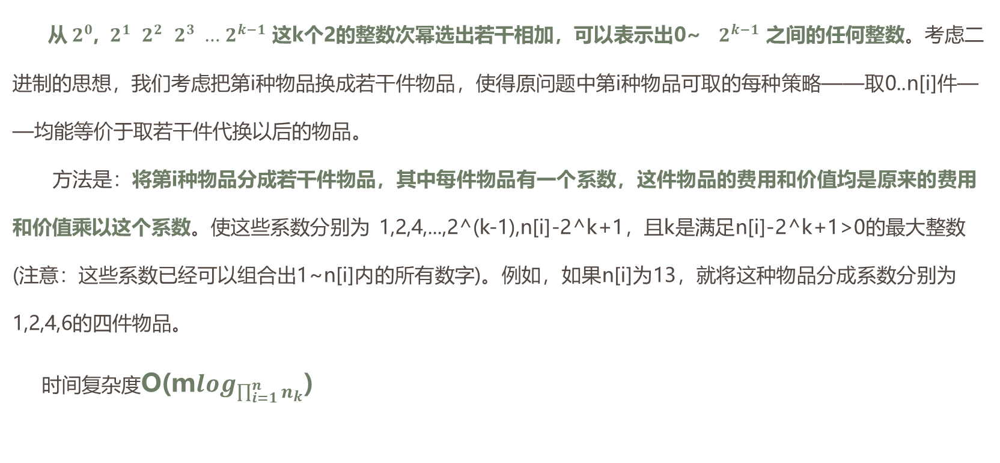 从 2^0，2^1 2^2 2^3 … 2^{k−1} 这k个2的整数次幂选出若干相加，可以表示出0~ 2^{k−1} 之间的任何整数。考虑二
进制的思想，我们考虑把第i种物品换成若干件物品，使得原问题中第i种物品可取的每种策略——取0..n[i]件—
—均能等价于取若干件代换以后的物品。
方法是：将第i种物品分成若干件物品，其中每件物品有一个系数，这件物品的费用和价值均是原来的费用
和价值乘以这个系数。使这些系数分别为 1,2,4,...,2^(k-1),n[i]-2^k+1，且k是满足n[i]-2^k+1>0的最大整数
(注意：这些系数已经可以组合出1~n[i]内的所有数字)。例如，如果n[i]为13，就将这种物品分成系数分别为
1,2,4,6的四件物品。
时间复杂度O(mlog_{∏_{i=1}^{n} n_k})